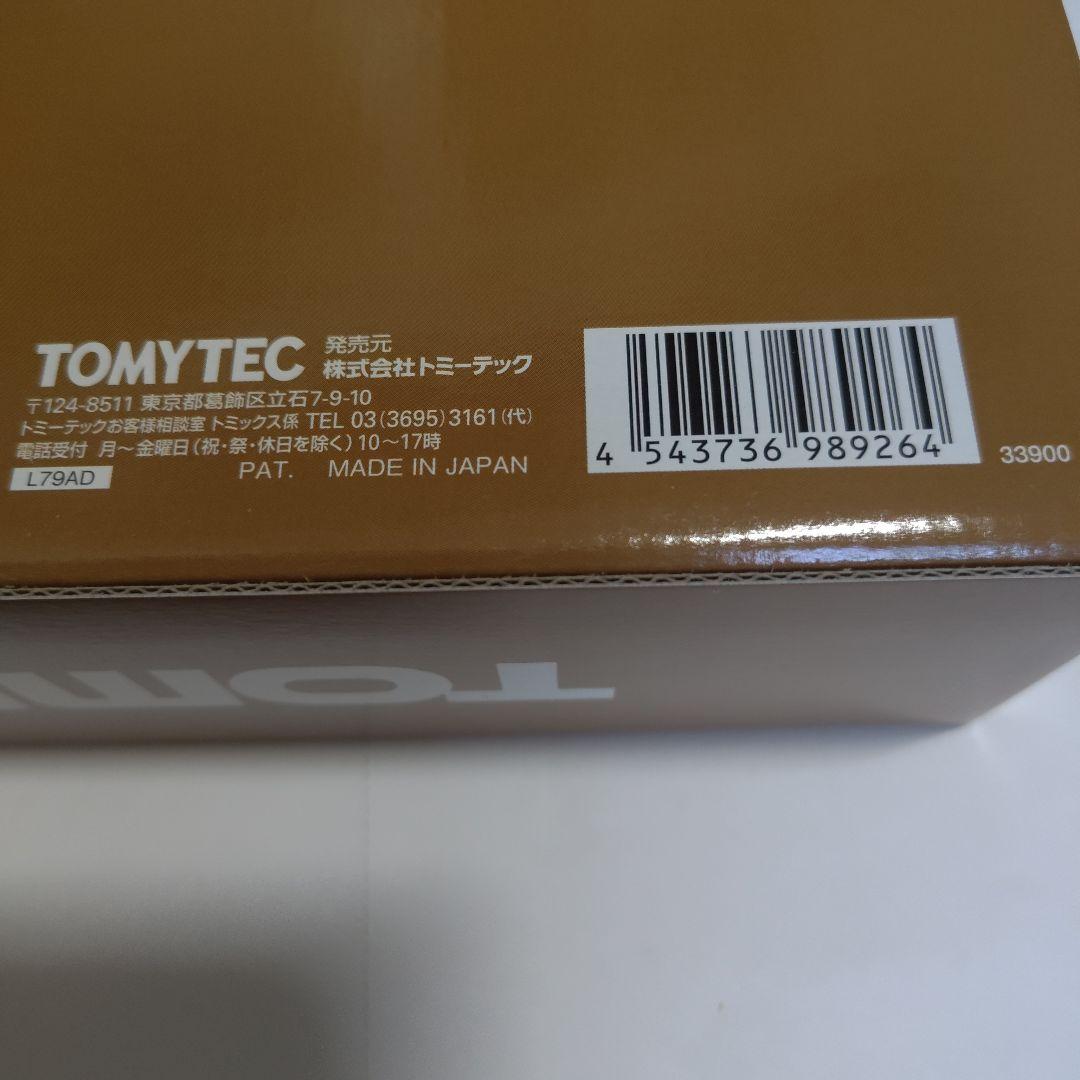 TOMYTEC 発売元
株式会社トミーテック
〒124-8511 東京都葛飾区立石7-9-10
トミーテックお客様相談室 トミックス係 TEL 03(3695)3161(代)
電話受付 月〜金曜日(祝・祭・休日を除く)10〜17時
L79AD PAT. MADE IN JAPAN
4 543736 989264
33900
TOM